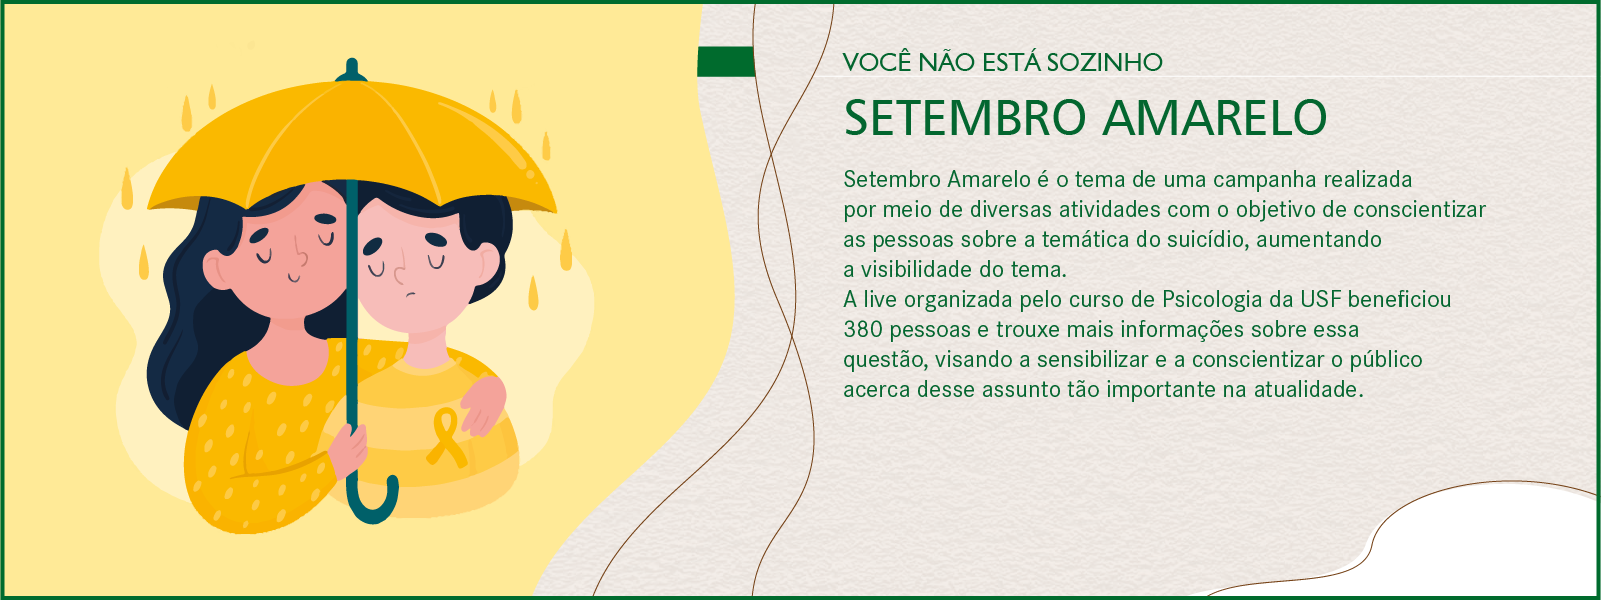 VOCÊ NÃO ESTÁ SOZINHO
SETEMBRO AMARELO
Setembro Amarelo é o tema de uma campanha realizada
por meio de diversas atividades com o objetivo de conscientizar
as pessoas sobre a temática do suicídio, aumentando
a visibilidade do tema.
A live organizada pelo curso de Psicologia da USF beneficiou
380 pessoas e trouxe mais informações sobre essa
questão, visando a sensibilizar e a conscientizar o público
acerca desse assunto tão importante na atualidade.